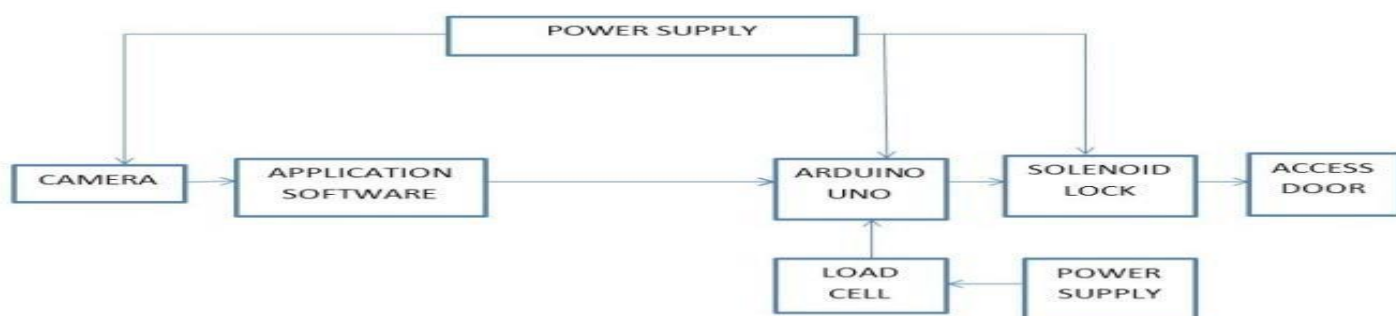 POWER SUPPLY
CAMERA
APPLICATION
SOFTWARE
ARDUINO
UNO
SOLENOID
LOCK
ACCESS
DOOR
LOAD
CELL
POWER
SUPPLY